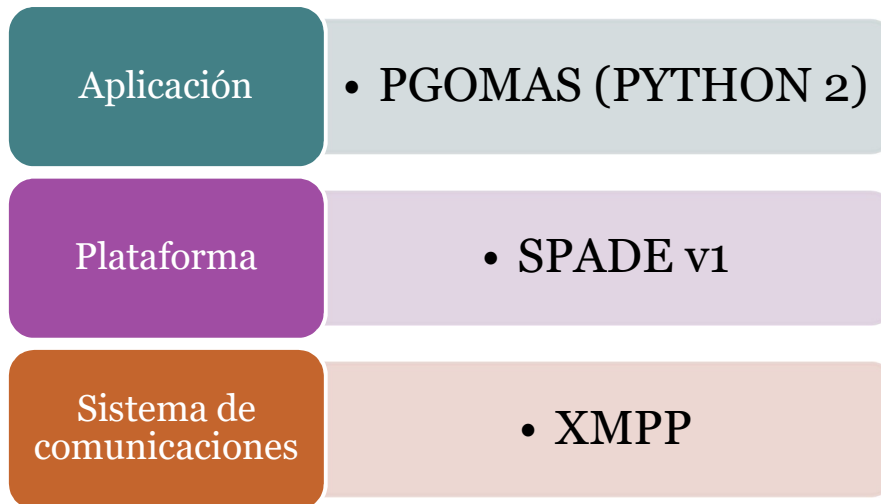 Aplicación
• PGOMAS (PYTHON 2)
Plataforma
• SPADE v1
Sistema de
comunicaciones
• XMPP